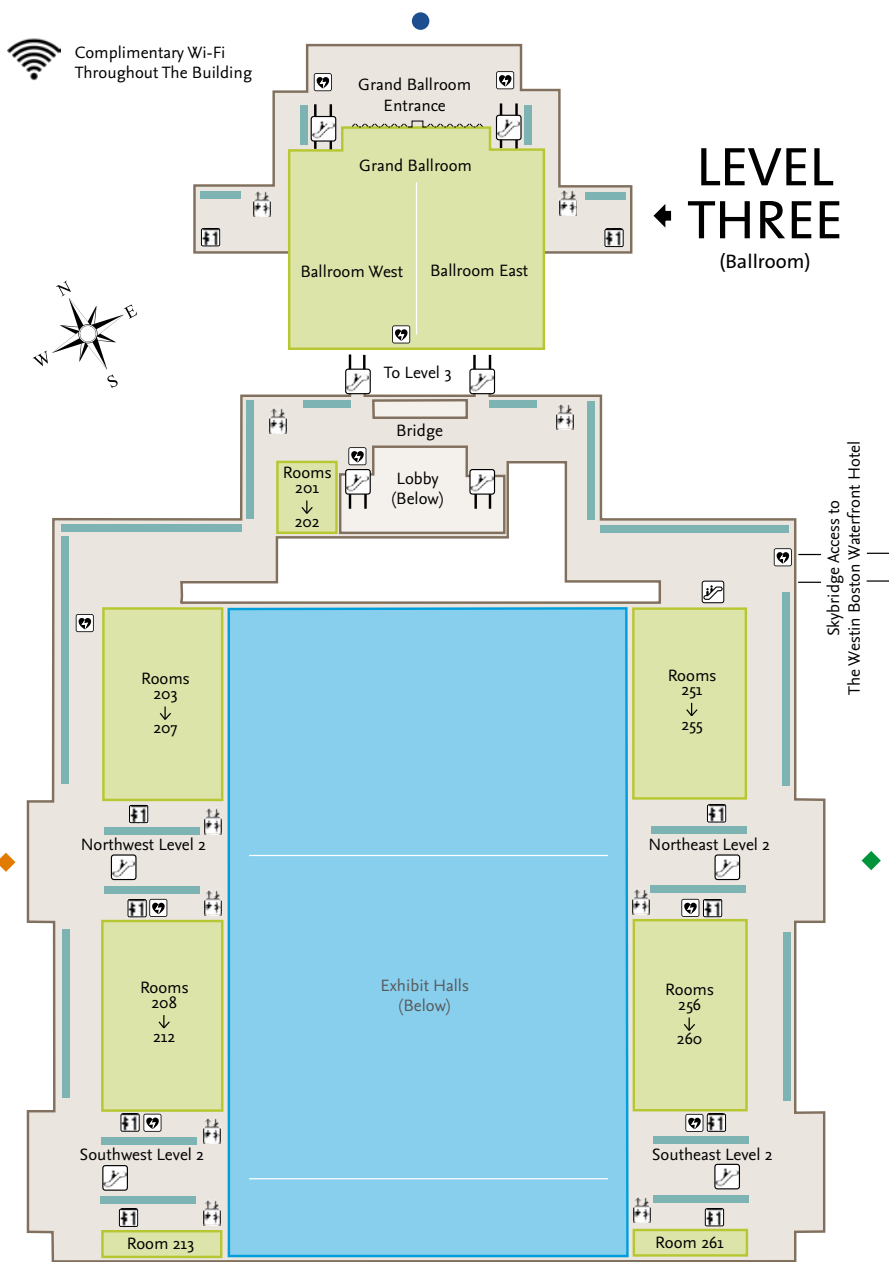 Complimentary Wi-Fi
Throughout The Building
Grand Ballroom
Entrance
Grand Ballroom
Ballroom West
Ballroom East
LEVEL
THREE
(Ballroom)
N
E
W
S
To Level 3
Bridge
Lobby
(Below)
Rooms
201
↓
202
Skybridge Access to
The Westin Boston Waterfront Hotel
Rooms
203
↓
207
Rooms
251
↓
255
Northwest Level 2
Northeast Level 2
Exhibit Halls
(Below)
Rooms
208
↓
212
Rooms
256
↓
260
Southwest Level 2
Southeast Level 2
Room 213
Room 261